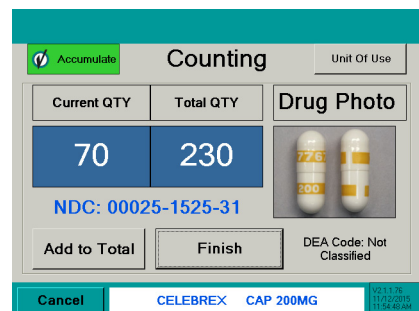 Accumulate
Counting
Unit Of Use
Current QTY
Total QTY
Drug Photo
70
230
7767
200
NDC: 00025-1525-31
Add to Total
Finish
DEA Code: Not
Classified
Cancel
CELEBREX CAP 200MG
V2.1.1.76
11/12/2015
11:54:48 AM